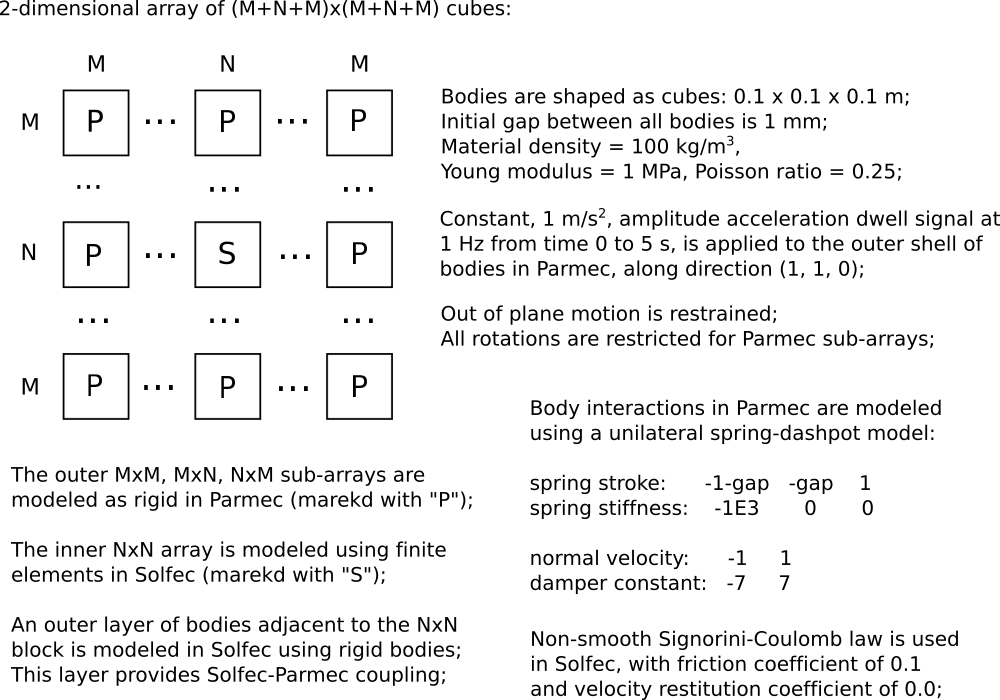 2-dimensional array of (M+N+M)x(M+N+M) cubes:
M N M
M P ... P ... P
... ... ...
N P ... S ... P
... ... ...
M P ... P ... P
Bodies are shaped as cubes: 0.1 x 0.1 x 0.1 m;
Initial gap between all bodies is 1 mm;
Material density = 100 kg/m³,
Young modulus = 1 MPa, Poisson ratio = 0.25;
Constant, 1 m/s², amplitude acceleration dwell signal at
1 Hz from time 0 to 5 s, is applied to the outer shell of
bodies in Parmec, along direction (1, 1, 0);
Out of plane motion is restrained;
All rotations are restricted for Parmec sub-arrays;
The outer MxM, MxN, NxM sub-arrays are
modeled as rigid in Parmec (marekd with "P");
The inner NxN array is modeled using finite
elements in Solfec (marekd with "S");
An outer layer of bodies adjacent to the NxN
block is modeled in Solfec using rigid bodies;
This layer provides Solfec-Parmec coupling;
Body interactions in Parmec are modeled
using a unilateral spring-dashpot model:
spring stroke: -1-gap -gap 1
spring stiffness: -1E3 0 0
normal velocity: -1 1
damper constant: -7 7
Non-smooth Signorini-Coulomb law is used
in Solfec, with friction coefficient of 0.1
and velocity restitution coefficient of 0.0;